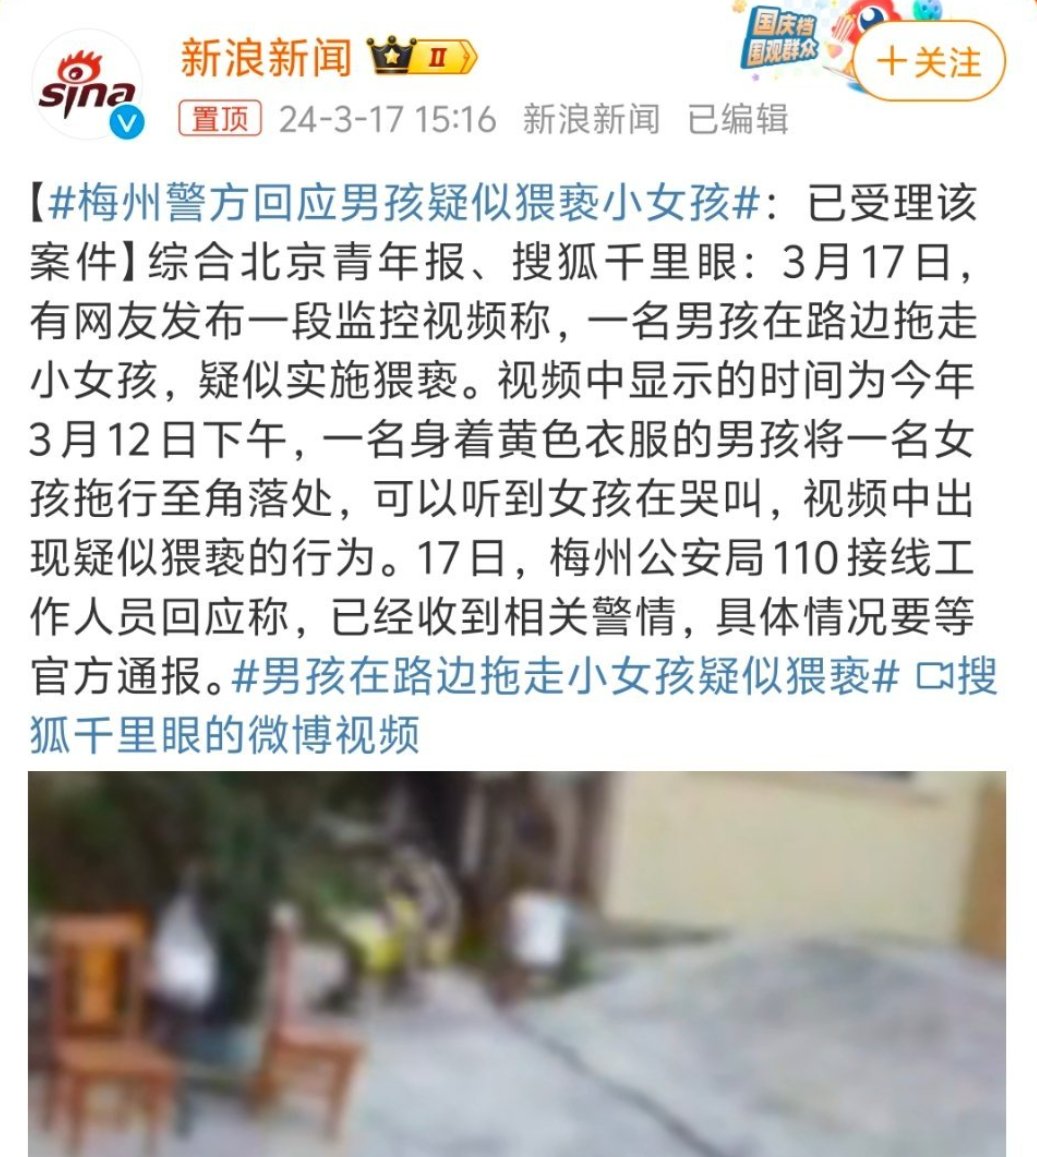 国庆档
围观群众
sina
新浪新闻 II
+关注
置顶 24-3-17 15:16 新浪新闻 已编辑
【#梅州警方回应男孩疑似猥亵小女孩#：已受理该
案件】综合北京青年报、搜狐千里眼：3月17日，
有网友发布一段监控视频称，一名男孩在路边拖走
小女孩，疑似实施猥亵。视频中显示的时间为今年
3月12日下午，一名身着黄色衣服的男孩将一名女
孩拖行至角落处，可以听到女孩在哭叫，视频中出
现疑似猥亵的行为。17日，梅州公安局110接线工
作人员回应称，已经收到相关警情，具体情况要等
官方通报。#男孩在路边拖走小女孩疑似猥亵# 搜
狐千里眼的微博视频